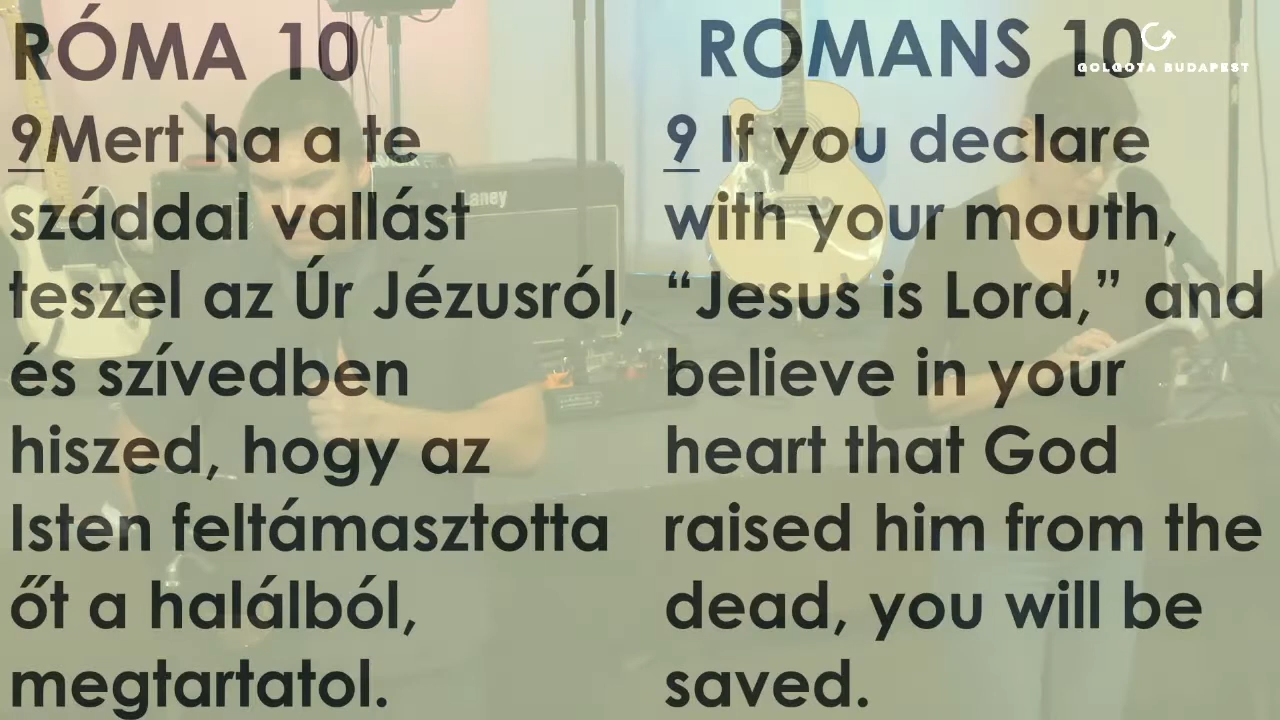 RÓMA 10
9Mert ha a te
száddal vallást
teszel az Úr Jézusról,
és szívedben
hiszed, hogy az
Isten feltámasztotta
őt a halálból,
megtartatol.
ROMANS 10
9 If you declare
with your mouth,
“Jesus is Lord,” and
believe in your
heart that God
raised him from the
dead, you will be
saved.
GOLGOTA BUDAPEST
Laney